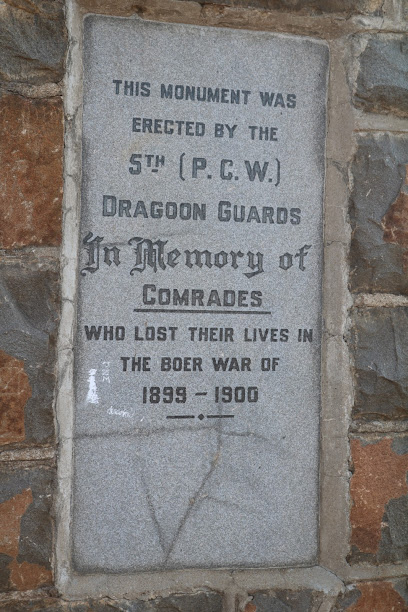 THIS MONUMENT WAS
ERECTED BY THE
5TH (P. C. W.)
DRAGOON GUARDS
In Memory of
COMRADES
WHO LOST THEIR LIVES IN
THE BOER WAR OF
1899 - 1900